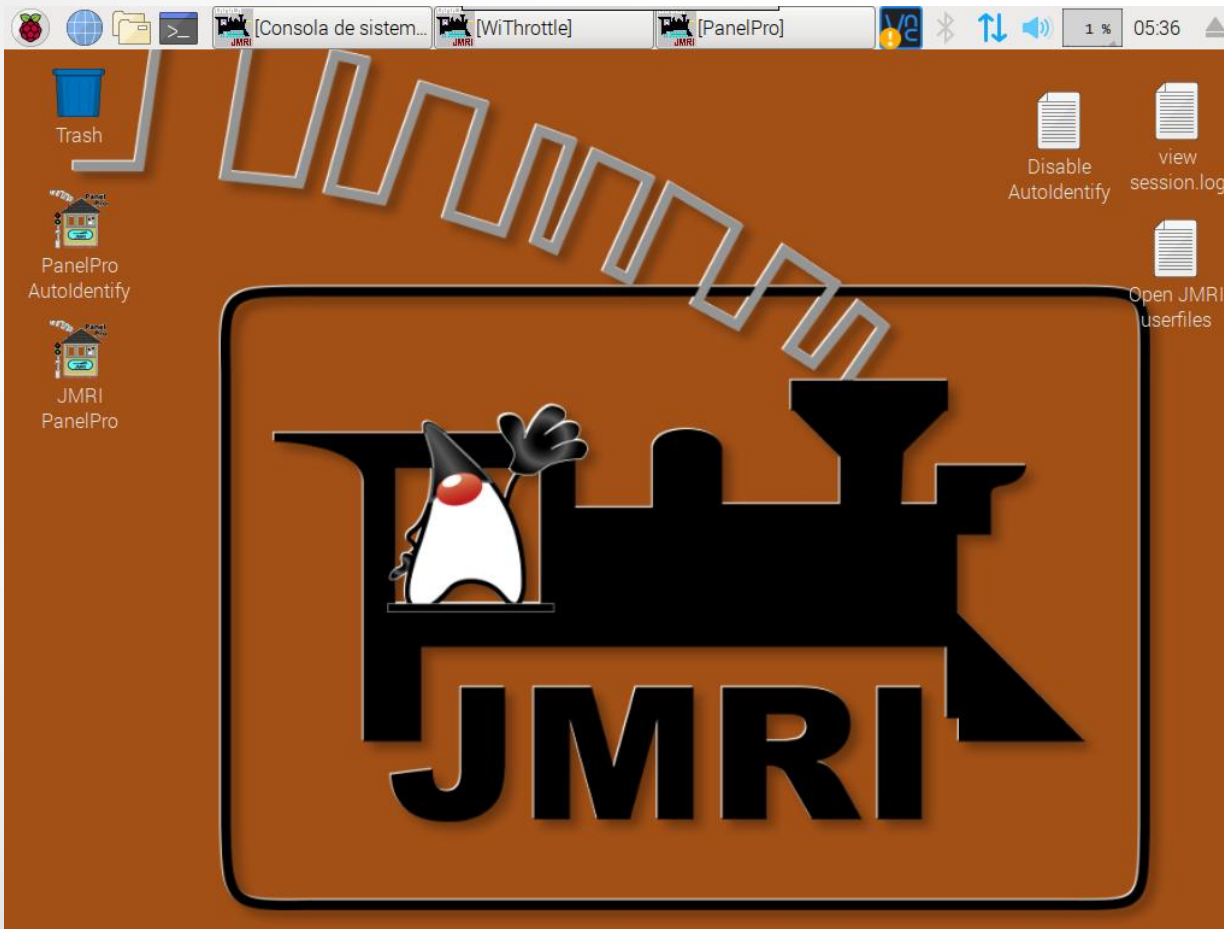 [Consola de sistem...
[WiThrottle]
[PanelPro]
1 %
05:36
Trash
PanelPro
AutoIdentify
JMRI
PanelPro
Disable
AutoIdentify
view
session.log
Open JMRI
userfiles
JMRI